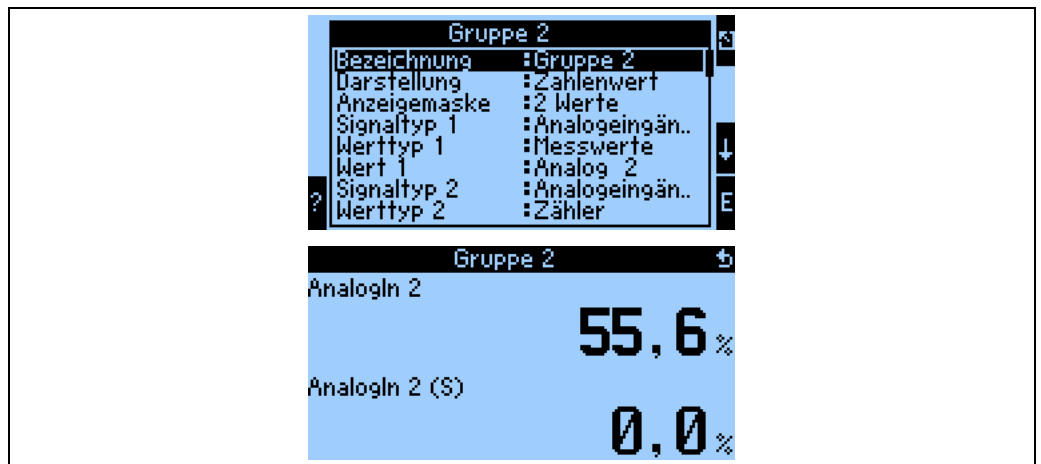 Gruppe 2
Bezeichnung :Gruppe 2
Darstellung :Zahlenwert
Anzeigemaske :2 Werte
Signaltyp 1 :Analogeingän..
Werttyp 1 :Messwerte
Wert 1 :Analog 2
Signaltyp 2 :Analogeingän..
Werttyp 2 :Zähler
? ↓ E
Gruppe 2
AnalogIn 2
55,6 %
AnalogIn 2 (S)
0,0 %